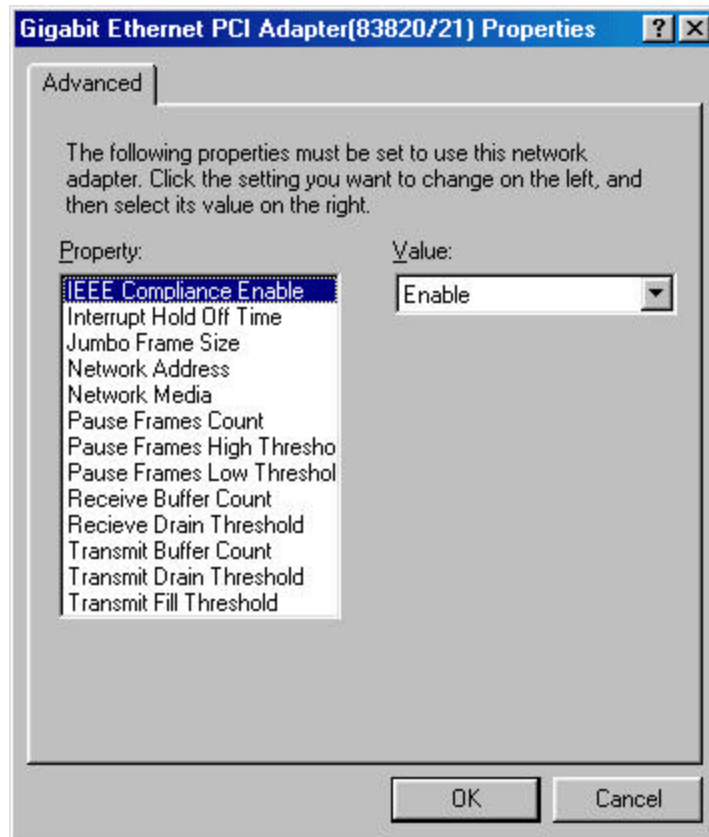 Gigabit Ethernet PCI Adapter(83820/21) Properties
Advanced
The following properties must be set to use this network
adapter. Click the setting you want to change on the left, and
then select its value on the right.
Property:
IEEE Compliance Enable
Interrupt Hold Off Time
Jumbo Frame Size
Network Address
Network Media
Pause Frames Count
Pause Frames High Thresho
Pause Frames Low Threshol
Receive Buffer Count
Recieve Drain Threshold
Transmit Buffer Count
Transmit Drain Threshold
Transmit Fill Threshold
Value:
Enable
OK
Cancel